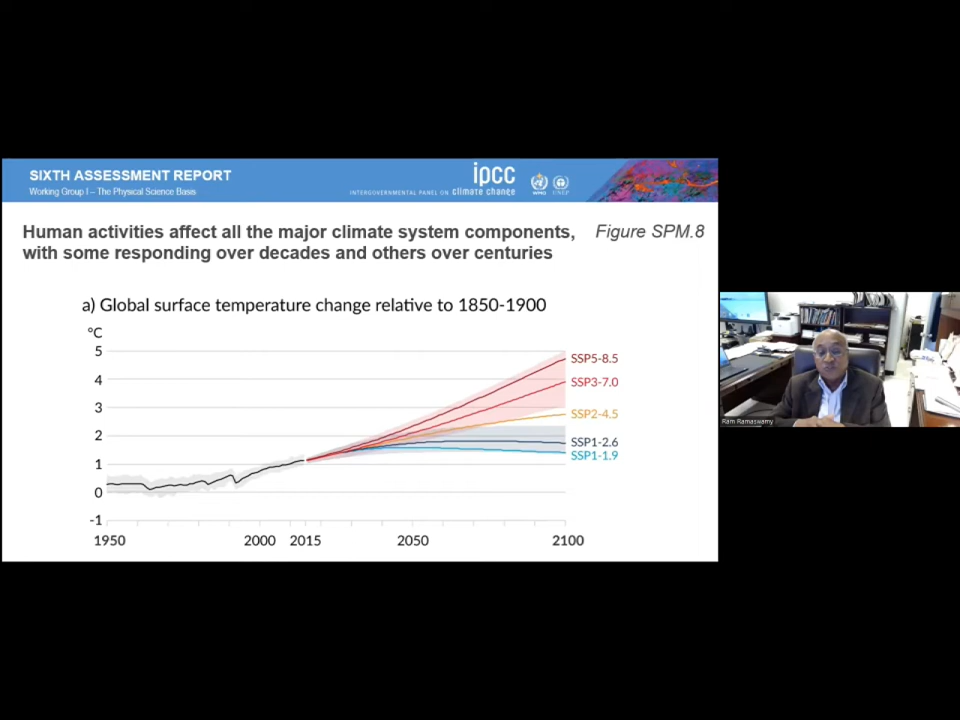 SIXTH ASSESSMENT REPORT
Working Group I – The Physical Science Basis
ipcc
INTERGOVERNMENTAL PANEL ON climate change
WMO
UNEP
Human activities affect all the major climate system components,
with some responding over decades and others over centuries
Figure SPM.8
a) Global surface temperature change relative to 1850-1900
°C
5
4
3
2
1
0
-1
SSP5-8.5
SSP3-7.0
SSP2-4.5
SSP1-2.6
SSP1-1.9
1950
2000
2015
2050
2100
Ram Ramaswamy